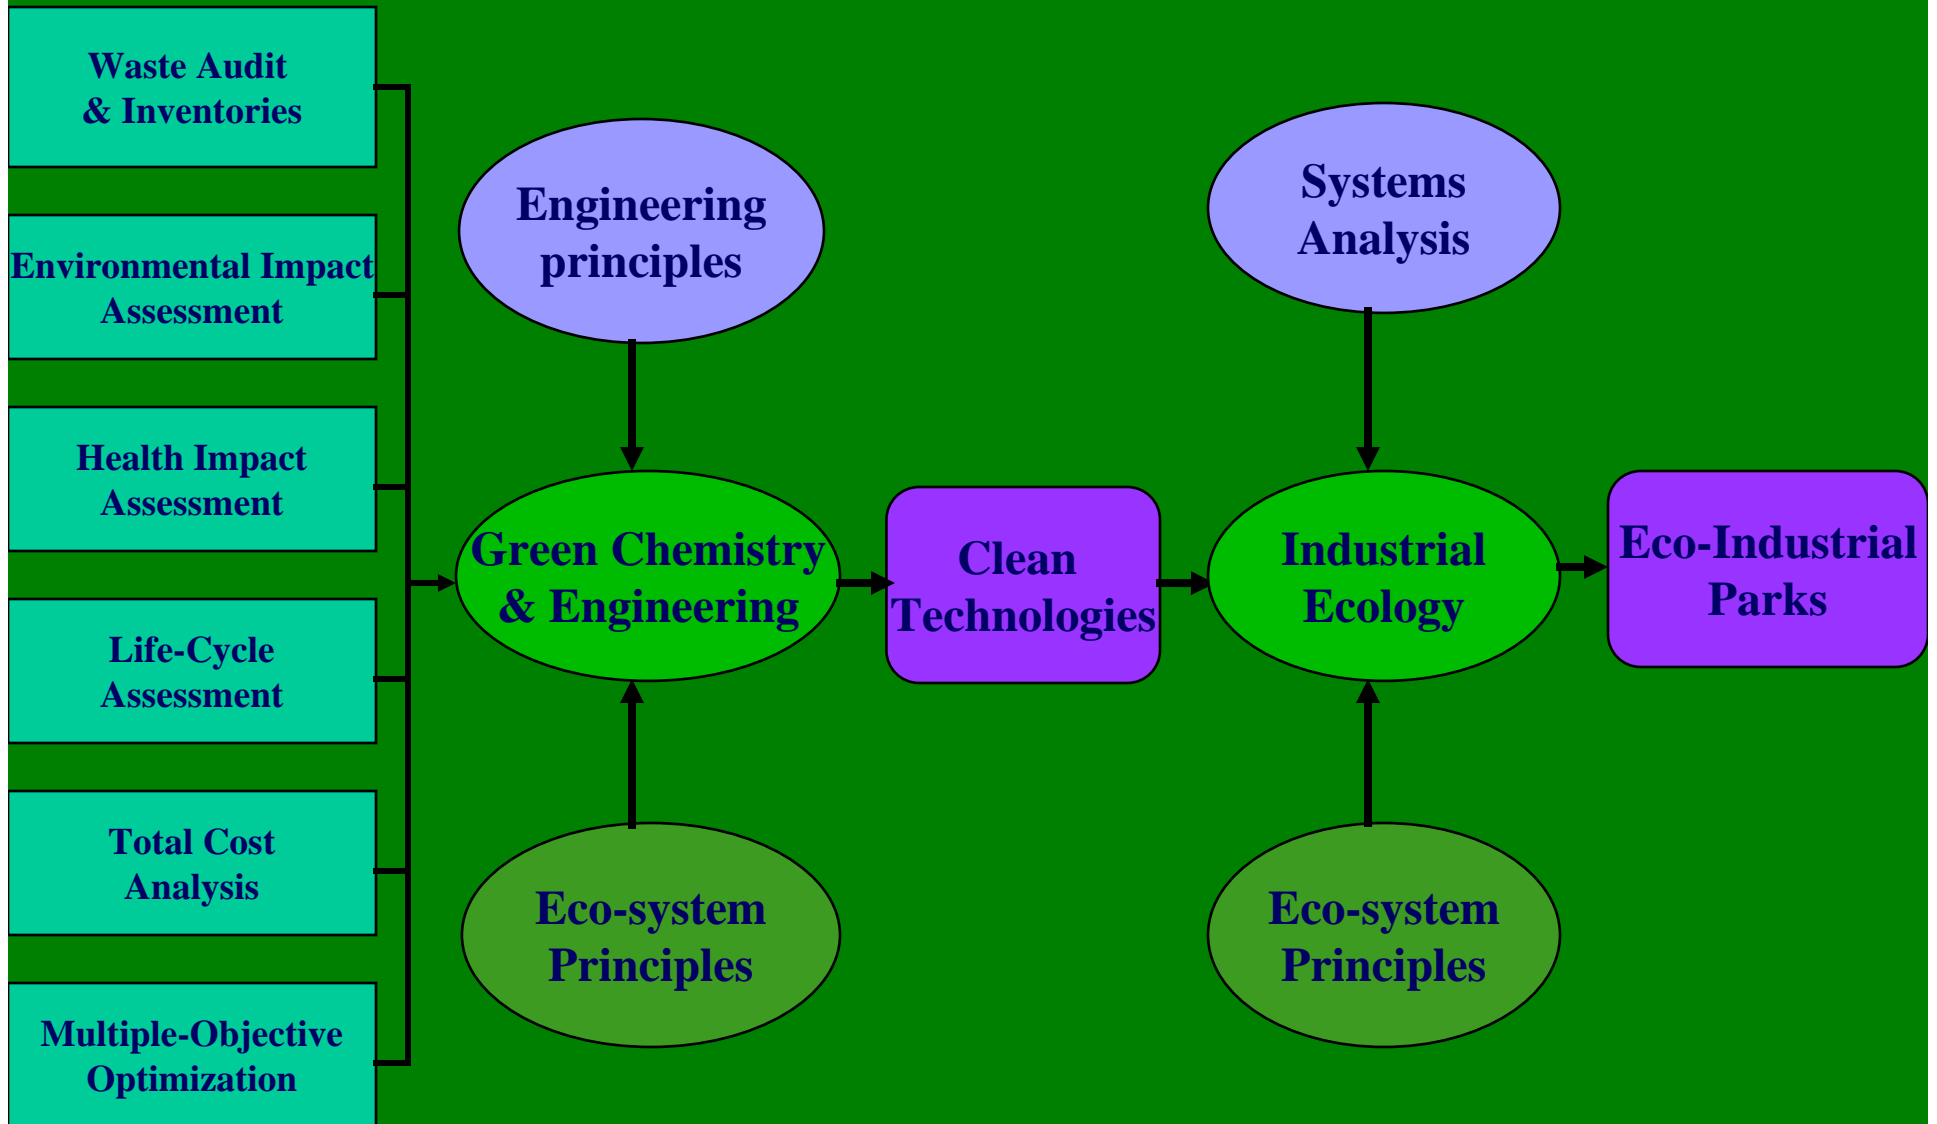 Waste Audit
& Inventories
Environmental Impact
Assessment
Health Impact
Assessment
Life-Cycle
Assessment
Total Cost
Analysis
Multiple-Objective
Optimization
Engineering
principles
Green Chemistry
& Engineering
Eco-system
Principles
Clean
Technologies
Systems
Analysis
Industrial
Ecology
Eco-system
Principles
Eco-Industrial
Parks